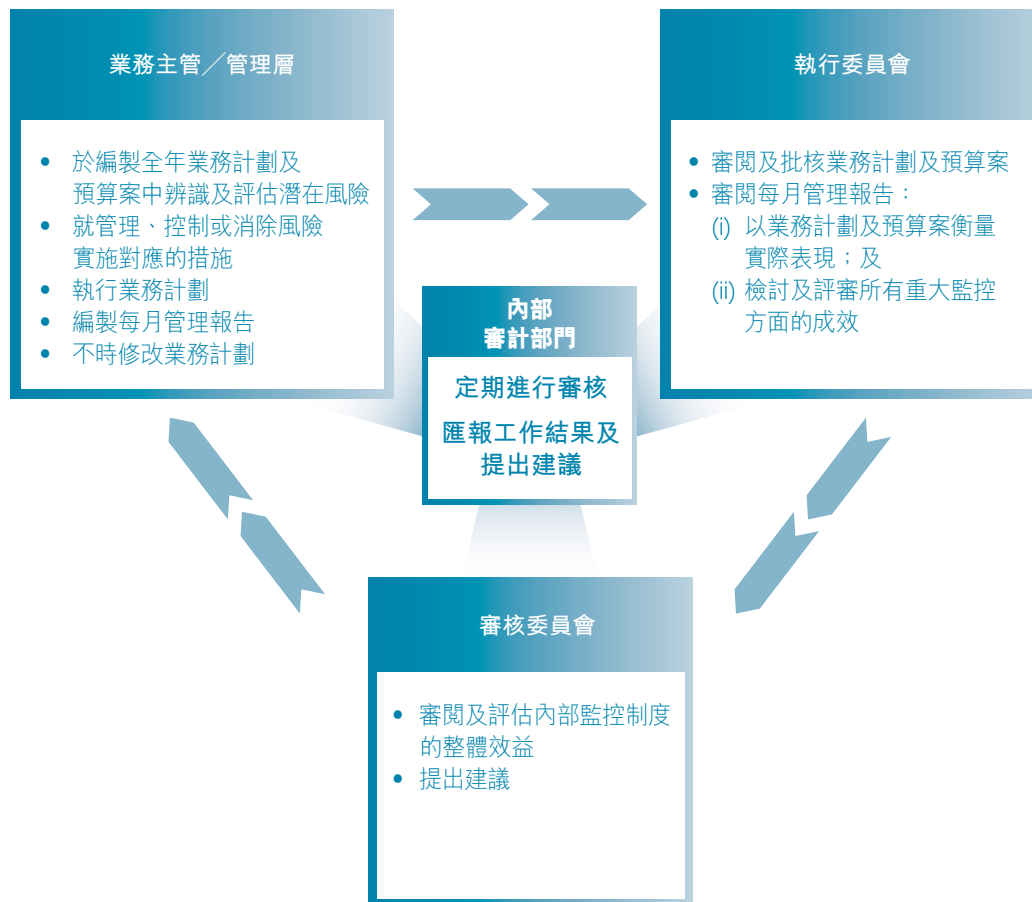 業務主管╱管理層
• 於編製全年業務計劃及
預算案中辨識及評估潛在風險
• 就管理、控制或消除風險
實施對應的措施
• 執行業務計劃
• 編製每月管理報告
• 不時修改業務計劃
執行委員會
• 審閱及批核業務計劃及預算案
• 審閱每月管理報告：
(i) 以業務計劃及預算案衡量
實際表現；及
(ii) 檢討及評審所有重大監控
方面的成效
內部
審計部門
定期進行審核
匯報工作結果及
提出建議
審核委員會
• 審閱及評估內部監控制度
的整體效益
• 提出建議